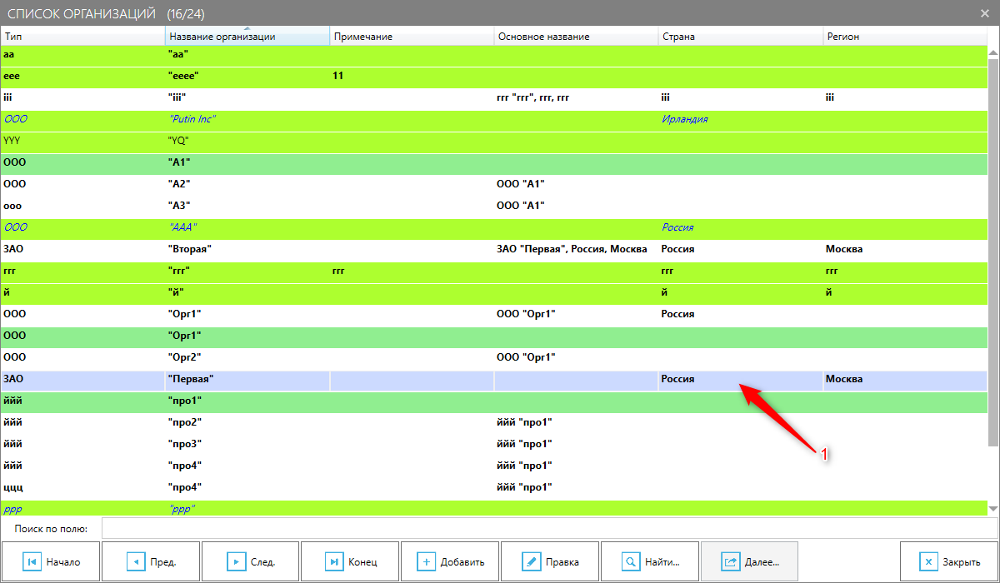 СПИСОК ОРГАНИЗАЦИЙ (16/24)
Тип Название организации Примечание Основное название Страна Регион
аа "аа"
еее "ееее" 11
iii "iii" ггг "ггг", ггг, ггг iii iii
ООО "Putin Inc" Ирландия
YYY "YQ"
ООО "А1"
ООО "А2" ООО "А1"
ооо "А3" ООО "А1"
ООО "ААА" Россия
ЗАО "Вторая" ЗАО "Первая", Россия, Москва Россия Москва
ггг "ггг" ггг ггг ггг
й "й" й й
ООО "Орг1" ООО "Орг1" Россия
ООО "Орг1"
ООО "Орг2" ООО "Орг1"
ЗАО "Первая" Россия Москва
ййй "про1"
ййй "про2" ййй "про1"
ййй "про3" ййй "про1"
ййй "про4" ййй "про1"
ццц "про4" ййй "про1"
ррр "ррр"
1
Поиск по полю:
Начало Пред. След. Конец Добавить Правка Найти... Далее... Закрыть